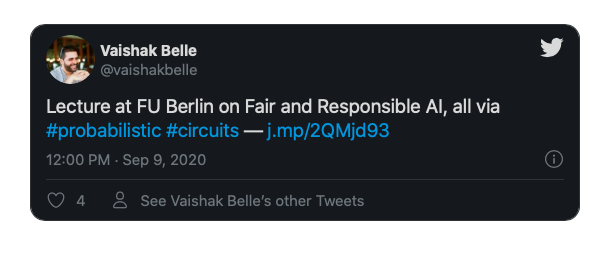 Vaishak Belle
@vaishakbelle
Lecture at FU Berlin on Fair and Responsible AI, all via
#probabilistic #circuits — j.mp/2QMjd93
12:00 PM · Sep 9, 2020
4 See Vaishak Belle's other Tweets